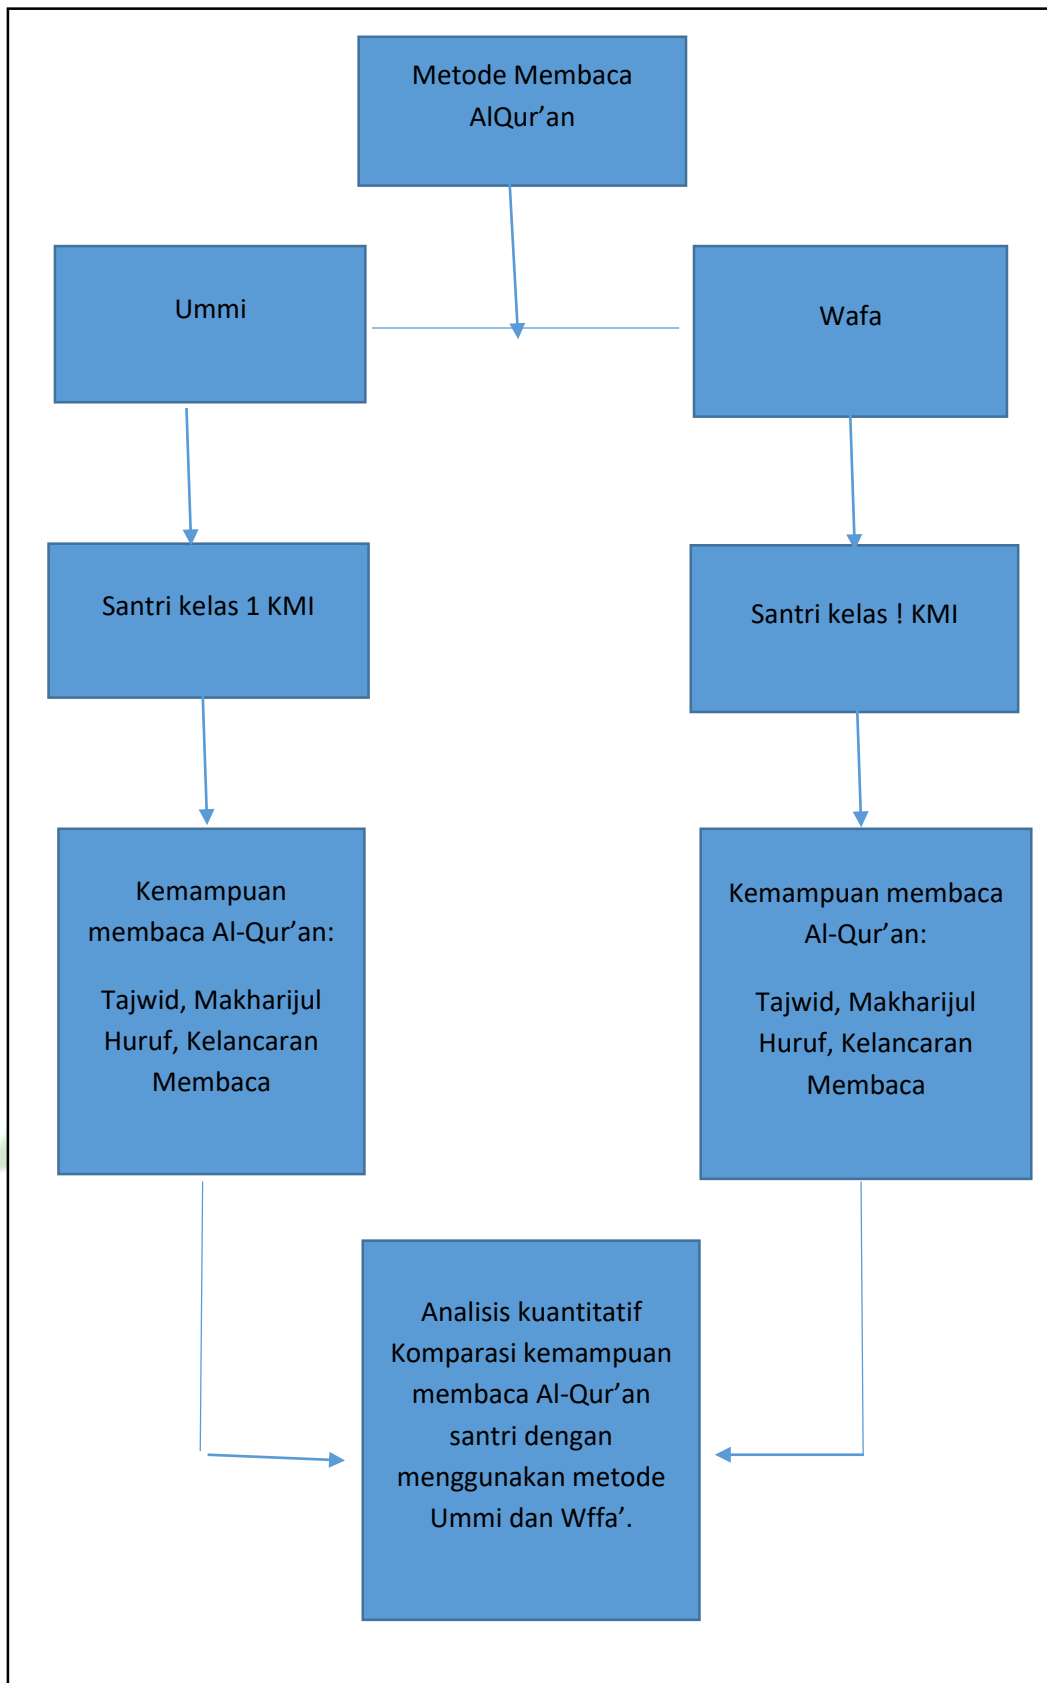 Metode Membaca
AlQur’an
Ummi
Wafa
Santri kelas 1 KMI
Santri kelas ! KMI
Kemampuan
membaca Al-Qur’an:
Tajwid, Makharijul
Huruf, Kelancaran
Membaca
Kemampuan membaca
Al-Qur’an:
Tajwid, Makharijul
Huruf, Kelancaran
Membaca
Analisis kuantitatif
Komparasi kemampuan
membaca Al-Qur’an
santri dengan
menggunakan metode
Ummi dan Wffa’.